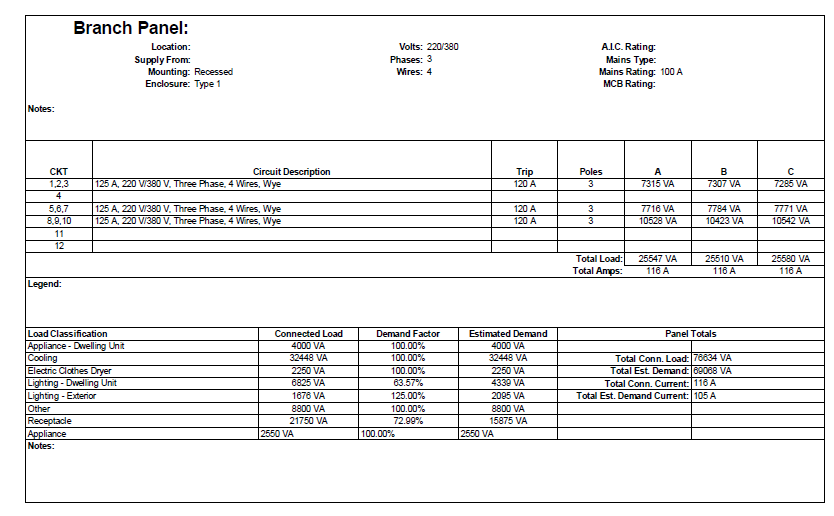 Branch Panel:
Location: Volts: 220/380 A.I.C. Rating:
Supply From: Phases: 3 Mains Type:
Mounting: Recessed Wires: 4 Mains Rating: 100 A
Enclosure: Type 1 MCB Rating:
Notes:
CKT Circuit Description Trip Poles A B C
1,2,3 125 A, 220 V/380 V, Three Phase, 4 Wires, Wye 120 A 3 7315 VA 7307 VA 7285 VA
4
5,6,7 125 A, 220 V/380 V, Three Phase, 4 Wires, Wye 120 A 3 7716 VA 7784 VA 7771 VA
8,9,10 125 A, 220 V/380 V, Three Phase, 4 Wires, Wye 120 A 3 10528 VA 10423 VA 10542 VA
11
12
Total Load: 25547 VA 25510 VA 25580 VA
Total Amps: 116 A 116 A 116 A
Legend:
Load Classification Connected Load Demand Factor Estimated Demand Panel Totals
Appliance - Dwelling Unit 4000 VA 100.00% 4000 VA
Cooling 32448 VA 100.00% 32448 VA Total Conn. Load: 76634 VA
Electric Clothes Dryer 2250 VA 100.00% 2250 VA Total Est. Demand: 69068 VA
Lighting - Dwelling Unit 6825 VA 63.57% 4339 VA Total Conn. Current: 116 A
Lighting - Exterior 1676 VA 125.00% 2095 VA Total Est. Demand Current: 105 A
Other 8800 VA 100.00% 8800 VA
Receptacle 21750 VA 72.99% 15875 VA
Appliance 2550 VA 100.00% 2550 VA
Notes: